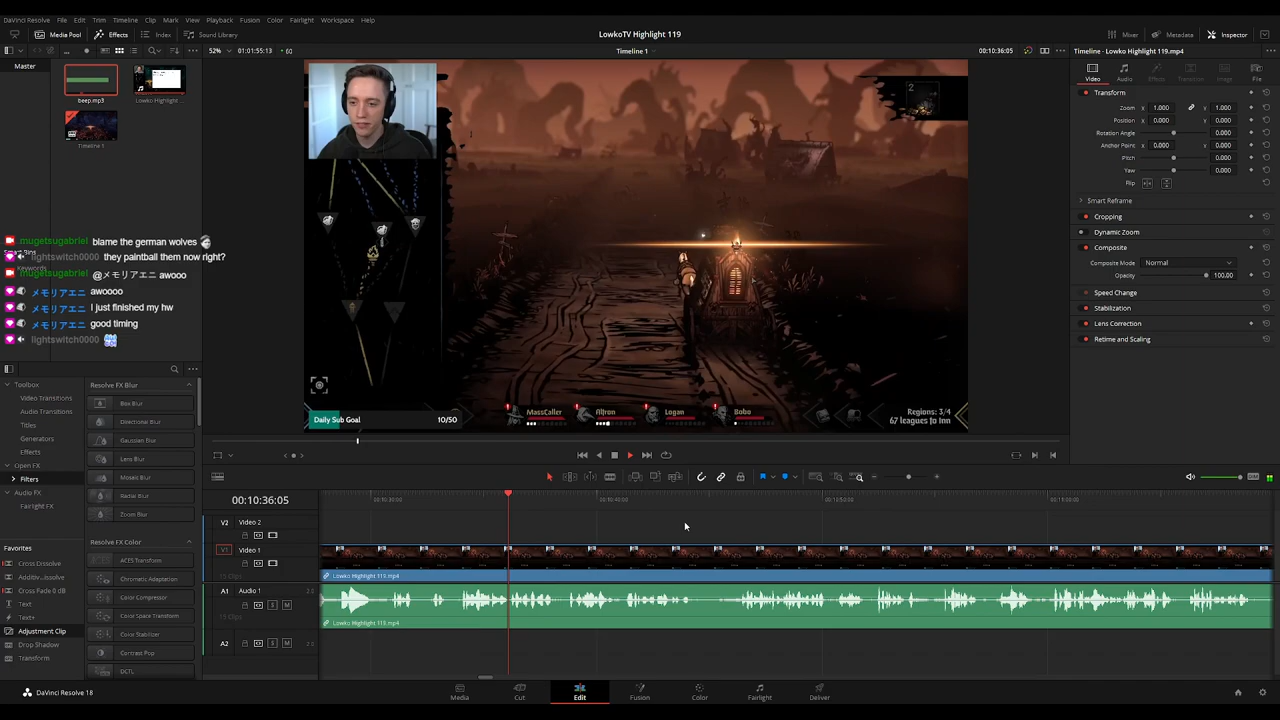 DaVinci Resolve File Edit Trim Timeline Clip Mark View Playback Fusion Color Fairlight Workspace Help
Media Pool Effects Index Sound Library
LowkoTV Highlight 119
Mixer Metadata Inspector
52% 01:01:55:13 60
Timeline 1
00:10:36:05
Timeline - Lowko Highlight 119.mp4
Master
beep.mp3
Lowko Highlight ...
Timeline 1
Video Audio Effects Transition Image File
Transform
Zoom X 1.000 Y 1.000
Position X 0.000 Y 0.000
Rotation Angle 0.000
Anchor Point X 0.000 Y 0.000
Pitch 0.000
Yaw 0.000
Flip
Smart Reframe
Cropping
Dynamic Zoom
Composite
Composite Mode Normal
Opacity 100.00
Speed Change
Stabilization
Lens Correction
Retime and Scaling
2
mugetsugabriel blame the german wolves
lightswitch0000 they paintball them now right?
mugetsugabriel @メモリアエニ awooo
メモリアエニ awoooo
メモリアエニ I just finished my hw
メモリアエニ good timing
lightswitch0000
Daily Sub Goal 10/50
MassCaller Alfron Logan Bobo
Regions: 3/4
67 leagues to Inn
Toolbox
Video Transitions
Audio Transitions
Titles
Generators
Effects
Open FX
Filters
Audio FX
Fairlight FX
Favorites
Cross Dissolve
Additiv...issolve
Cross Fade 0 dB
Text
Text+
Adjustment Clip
Drop Shadow
Transform
Resolve FX Blur
Box Blur
Directional Blur
Gaussian Blur
Lens Blur
Mosaic Blur
Radial Blur
Zoom Blur
Resolve FX Color
ACES Transform
Chromatic Adaptation
Color Compressor
Color Space Transform
Color Stabilizer
Contrast Pop
DCTL
DIM
00:10:36:05
00:10:30:00 00:10:40:00 00:10:50:00 00:11:00:00
V2 Video 2
V1 Video 1
Lowko Highlight 119.mp4
A1 Audio 1
S M
Lowko Highlight 119.mp4
A2 S M
DaVinci Resolve 18
Media Cut Edit Fusion Color Fairlight Deliver